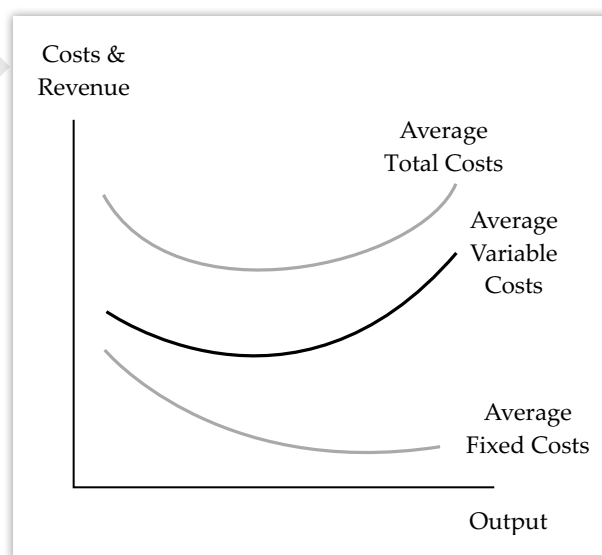 Costs &
Revenue
Average
Total Costs
Average
Variable
Costs
Average
Fixed Costs
Output